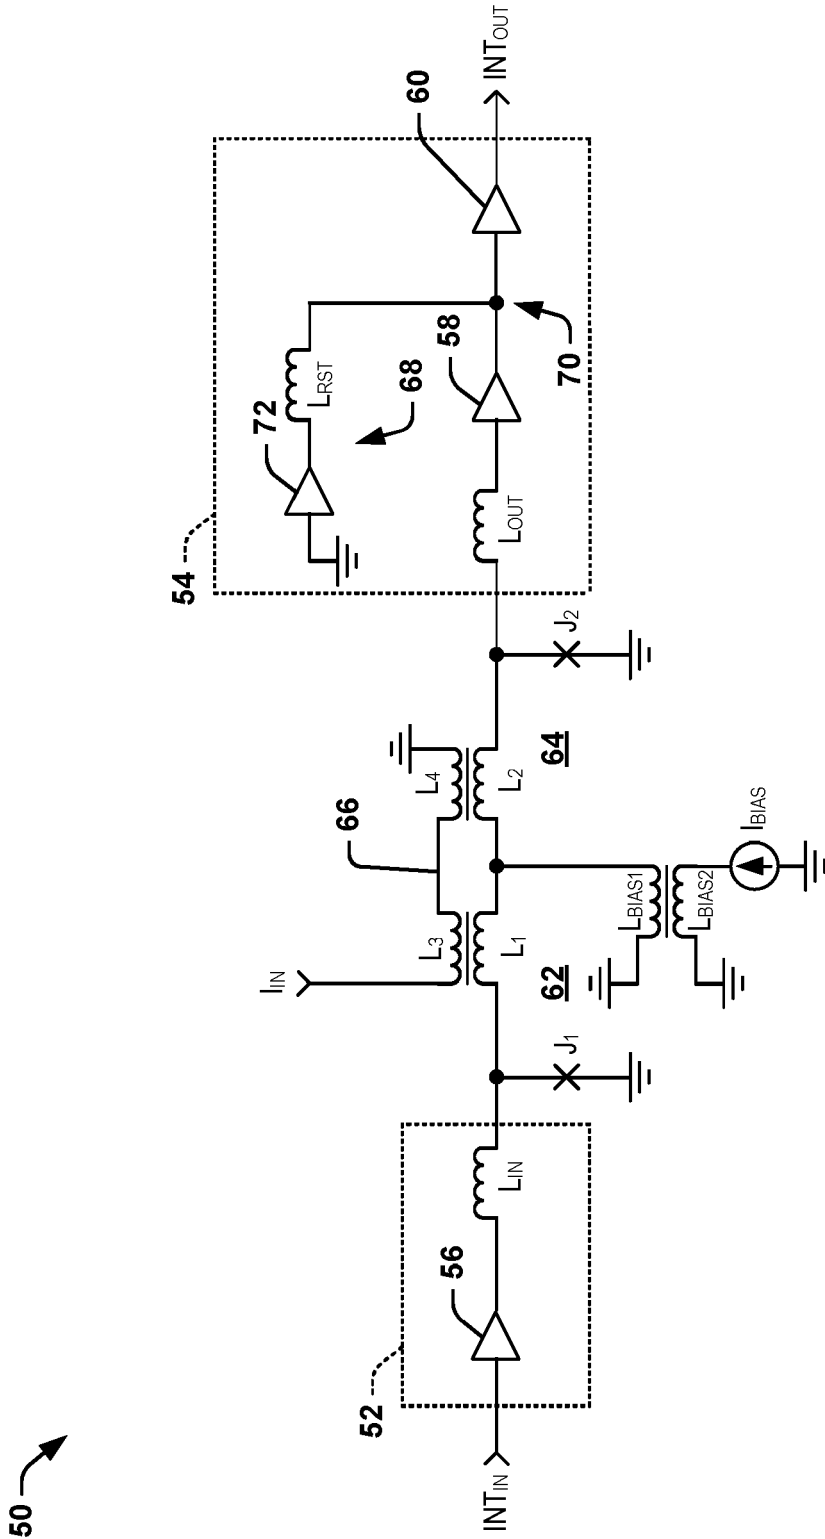 50
INT_IN
52
56
L_IN
J_1
I_IN
L_3
L_1
62
66
L_4
L_2
64
L_BIAS1
L_BIAS2
I_BIAS
J_2
54
72
L_RST
68
L_OUT
58
70
60
INT_OUT